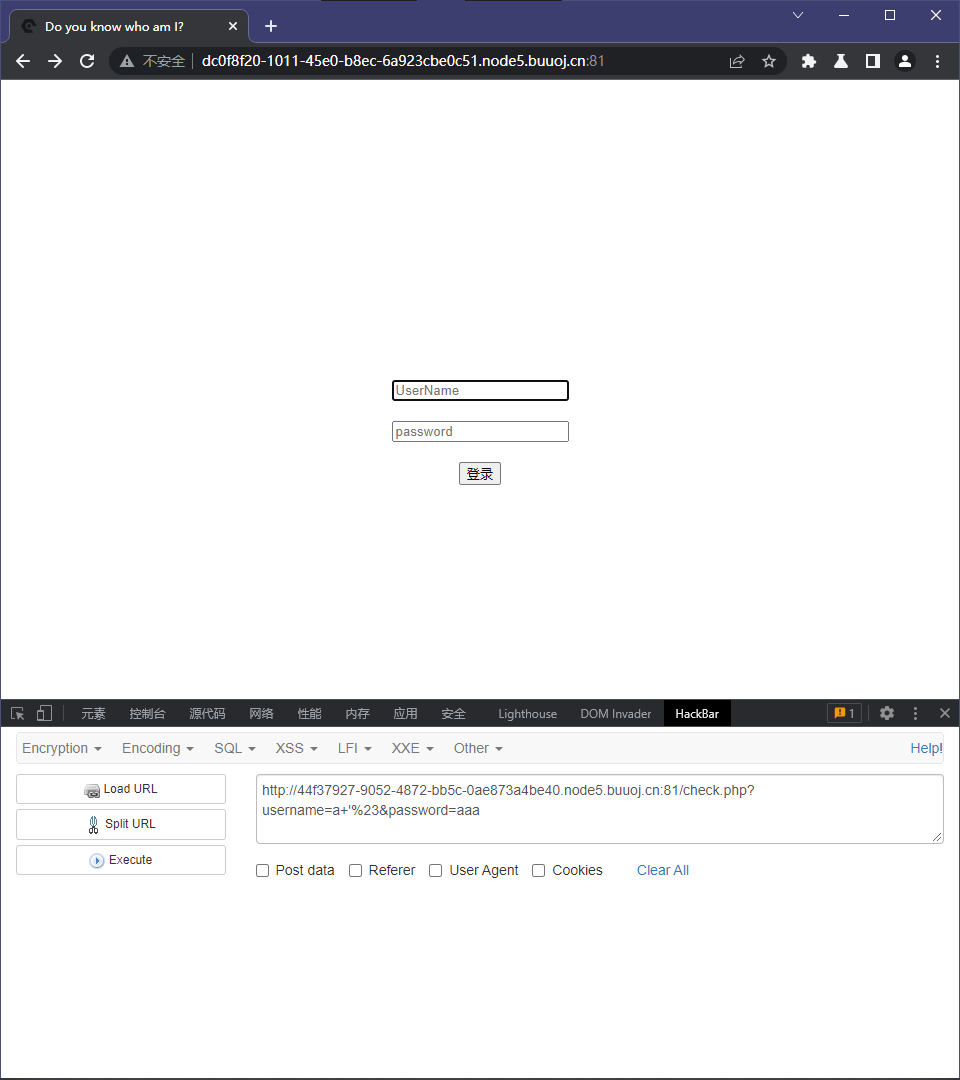 Do you know who am I?
不安全 dc0f8f20-1011-45e0-b8ec-6a923cbe0c51.node5.buuoj.cn:81
UserName
password
登录
元素 控制台 源代码 网络 性能 内存 应用 安全 Lighthouse DOM Invader HackBar 1
Encryption Encoding SQL XSS LFI XXE Other Help!
Load URL
Split URL
Execute
http://44f37927-9052-4872-bb5c-0ae873a4be40.node5.buuoj.cn:81/check.php?
username=a+'%23&password=aaa
Post data Referer User Agent Cookies Clear All